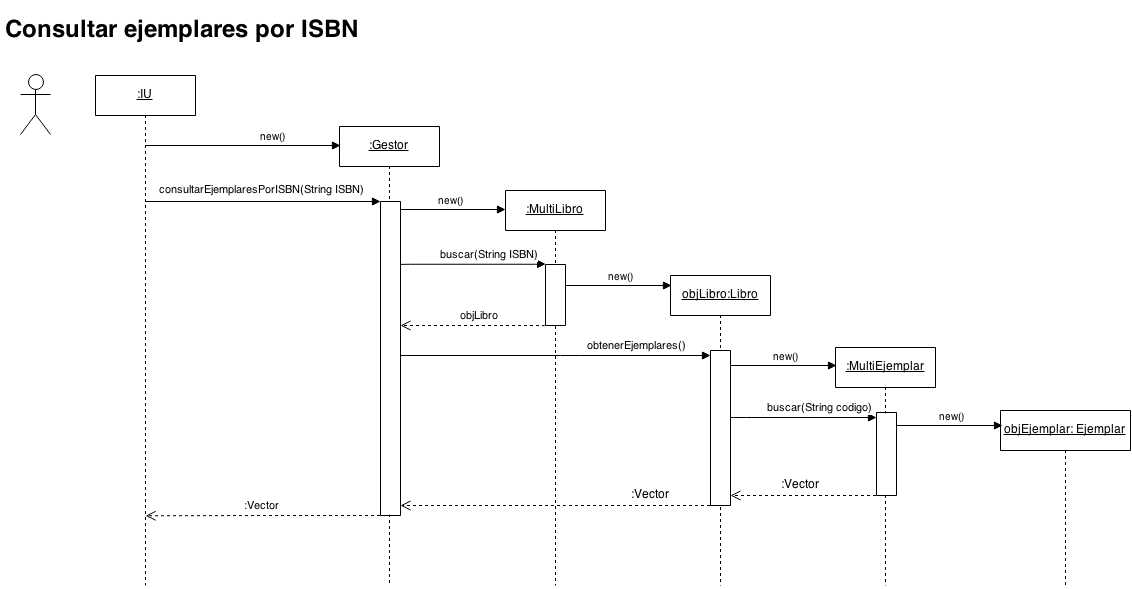 Consultar ejemplares por ISBN
:IU
new()
:Gestor
consultarEjemplaresPorISBN(String ISBN)
new()
:MultiLibro
buscar(String ISBN)
new()
objLibro:Libro
objLibro
obtenerEjemplares()
new()
:MultiEjemplar
buscar(String codigo)
new()
objEjemplar: Ejemplar
:Vector
:Vector
:Vector